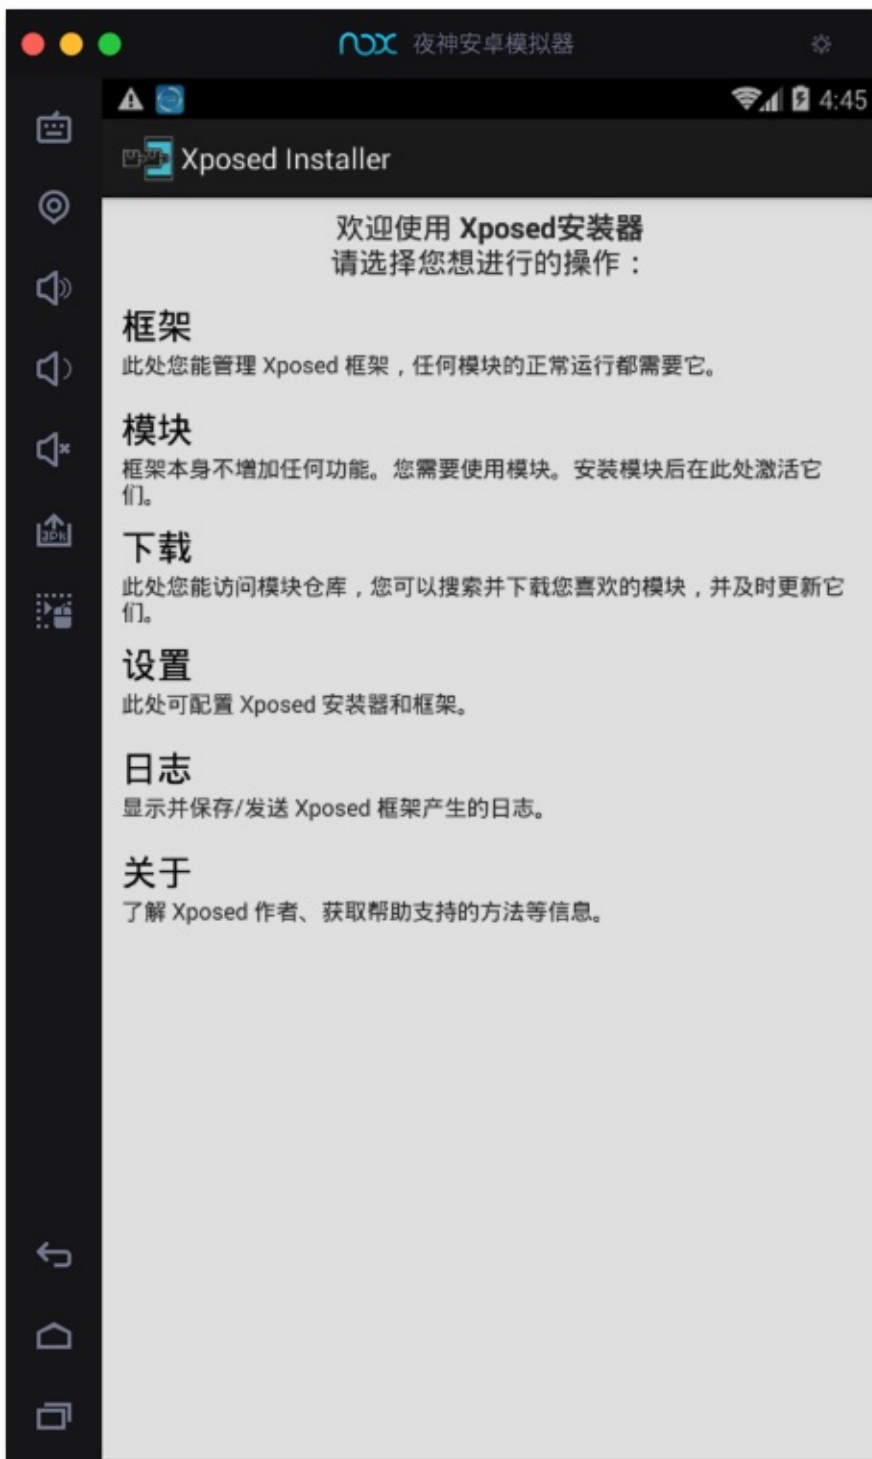 nox 夜神安卓模拟器
4:45
Xposed Installer
欢迎使用 Xposed安装器
请选择您想进行的操作：
框架
此处您能管理 Xposed 框架，任何模块的正常运行都需要它。
模块
框架本身不增加任何功能。您需要使用模块。安装模块后在此处激活它
们。
下载
此处您能访问模块仓库，您可以搜索并下载您喜欢的模块，并及时更新它
们。
设置
此处可配置 Xposed 安装器和框架。
日志
显示并保存/发送 Xposed 框架产生的日志。
关于
了解 Xposed 作者、获取帮助支持的方法等信息。